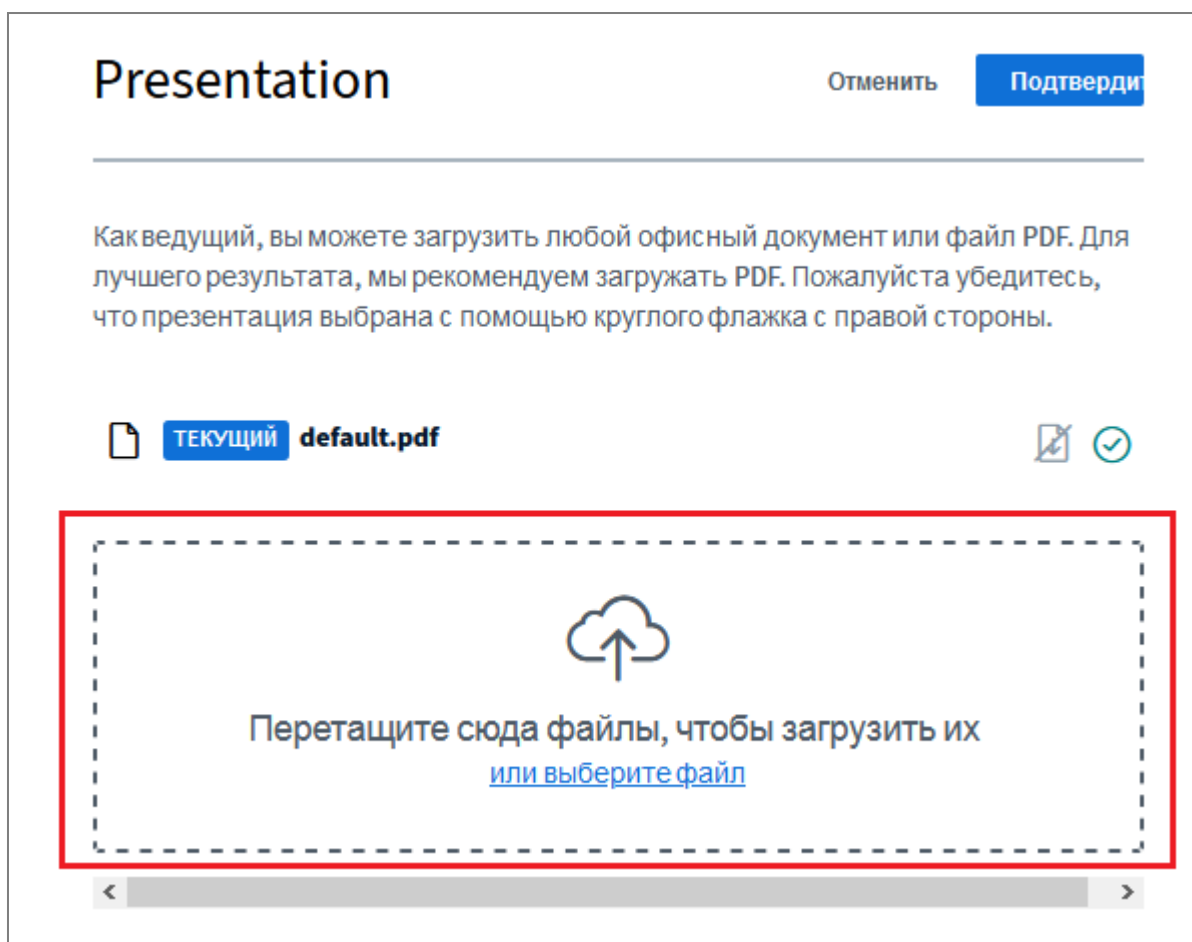 Presentation
Отменить
Подтверди
Как ведущий, вы можете загрузить любой офисный документ или файл PDF. Для
лучшего результата, мы рекомендуем загружать PDF. Пожалуйста убедитесь,
что презентация выбрана с помощью круглого флажка с правой стороны.
ТЕКУЩИЙ default.pdf
Перетащите сюда файлы, чтобы загрузить их
или выберите файл